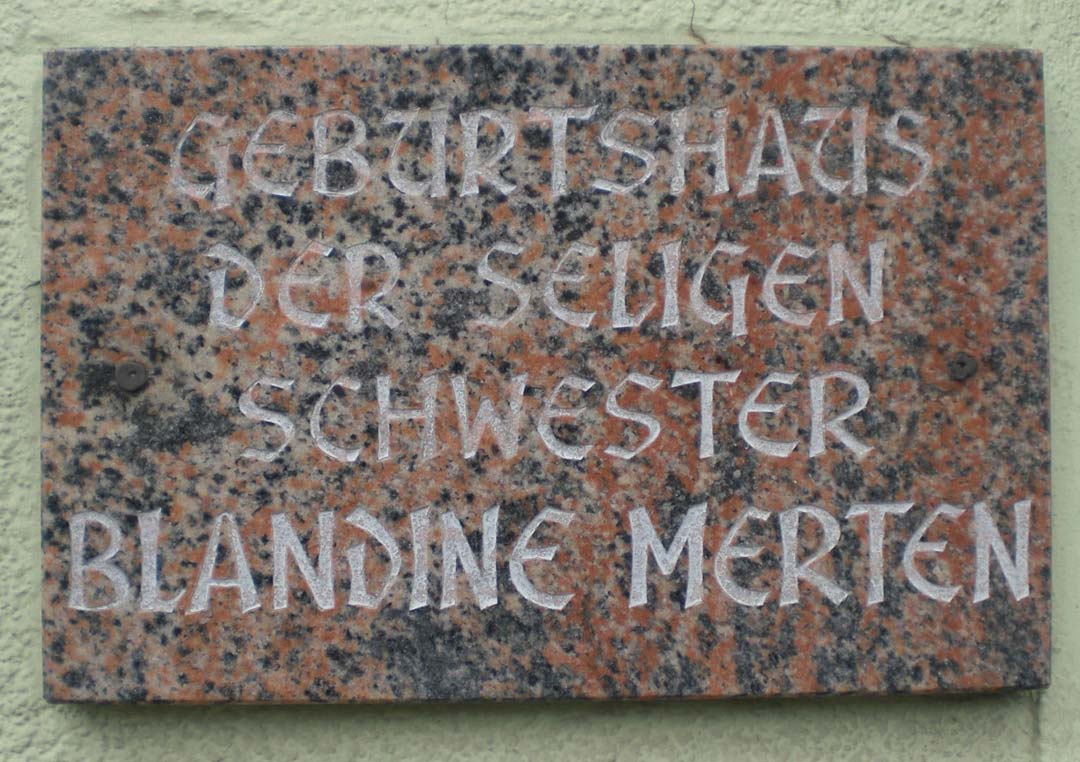 GEBURTSHAUS
DER SELIGEN
SCHWESTER
BLANDINE MERTEN